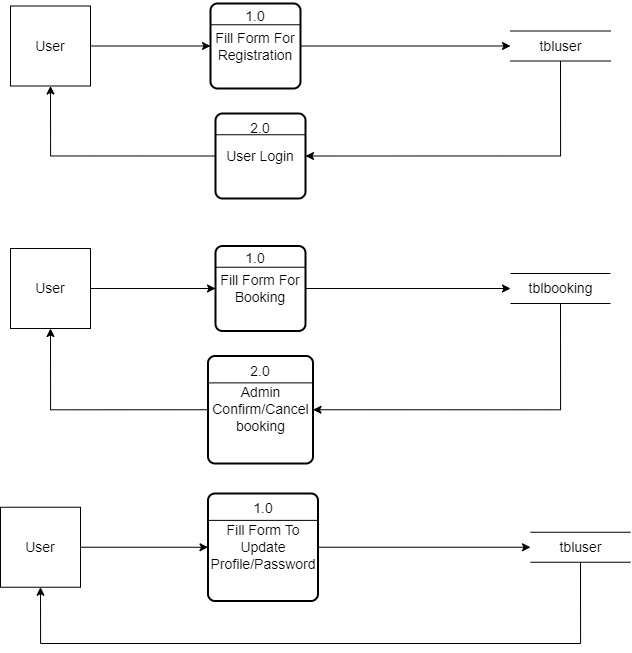 1.0
User
Fill Form For
Registration
tbluser
2.0
User Login
1.0
User
Fill Form For
Booking
tblbooking
2.0
Admin
Confirm/Cancel
booking
1.0
User
Fill Form To
Update
Profile/Password
tbluser